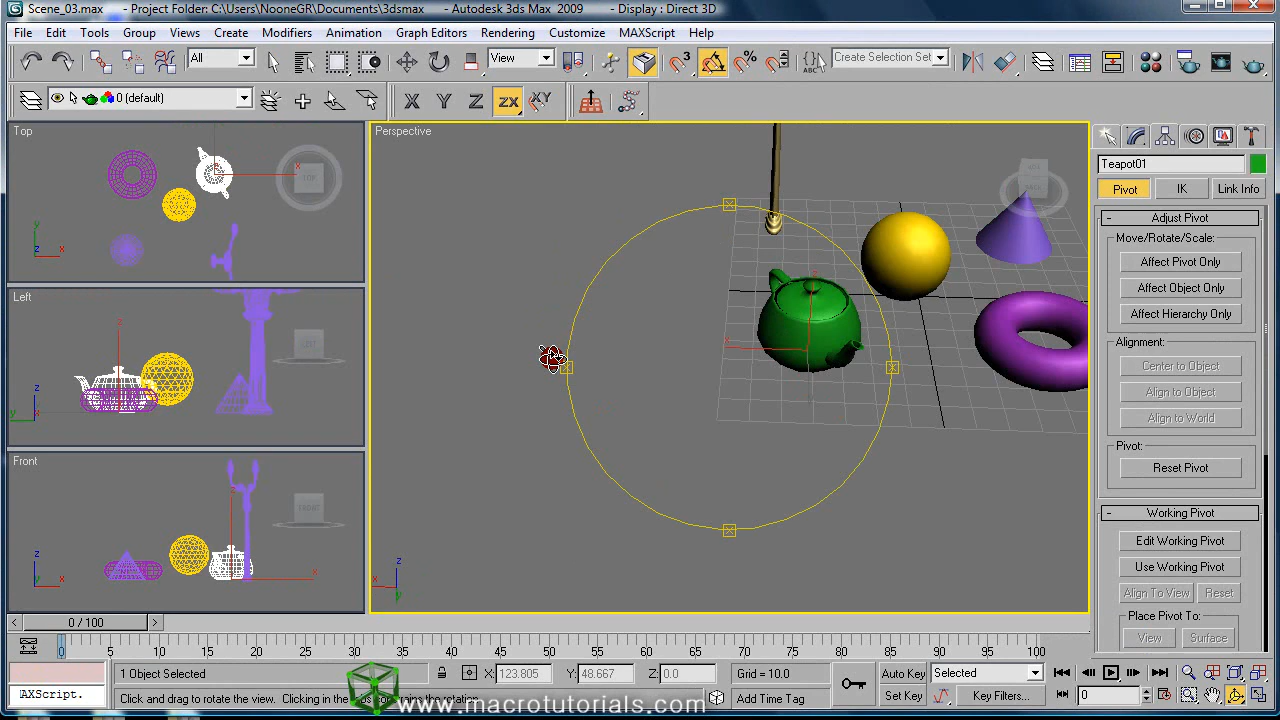 Scene_03.max - Project Folder: C:\Users\NooneGR\Documents\3dsmax - Autodesk 3ds Max 2009 - Display : Direct 3D
File Edit Tools Group Views Create Modifiers Animation Graph Editors Rendering Customize MAXScript Help
All View 3 % ABC Create Selection Set
0 (default) X Y Z ZX XY
Top
Perspective
Teapot01
Pivot IK Link Info
Adjust Pivot
Move/Rotate/Scale:
Affect Pivot Only
Affect Object Only
Left
Affect Hierarchy Only
Alignment:
Center to Object
Align to Object
Align to World
Pivot:
Front
Reset Pivot
Working Pivot
Edit Working Pivot
Use Working Pivot
Align To View Reset
Place Pivot To:
View Surface
< 0 / 100 >
0 5 10 15 20 25 30 35 40 45 50 55 60 65 70 75 80 85 90 95 100
1 Object Selected X: 123.805 Y: 48.667 Z: 0.0 Grid = 10.0 Auto Key Selected
AXScript. Click and drag to rotate the view. Clicking in the the rotation. Add Time Set Key Key Filters... 0
www.macrotutorials.com